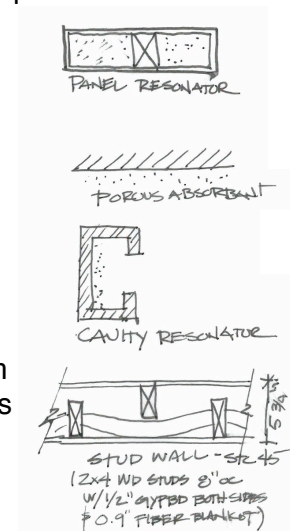 PANEL RESONATOR
POROUS ABSORBANT
CAVITY RESONATOR
5 3/4"
STUD WALL - STC 45
(2x4 WD STUDS 8" OC
W/ 1/2" GYPBD BOTH SIDES
& 0.9" FIBER BLANKET)